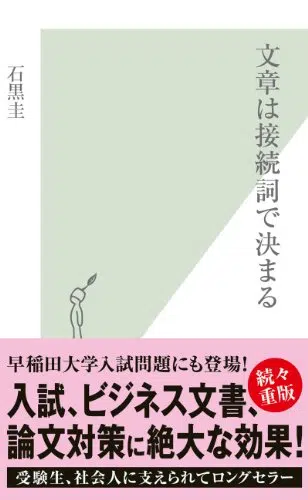 文章は接続詞で決まる
石黒圭
早稲田大学入試問題にも登場!
入試、ビジネス文書、
論文対策に絶大な効果!
続々
重版
受験生、社会人に支えられてロングセラー